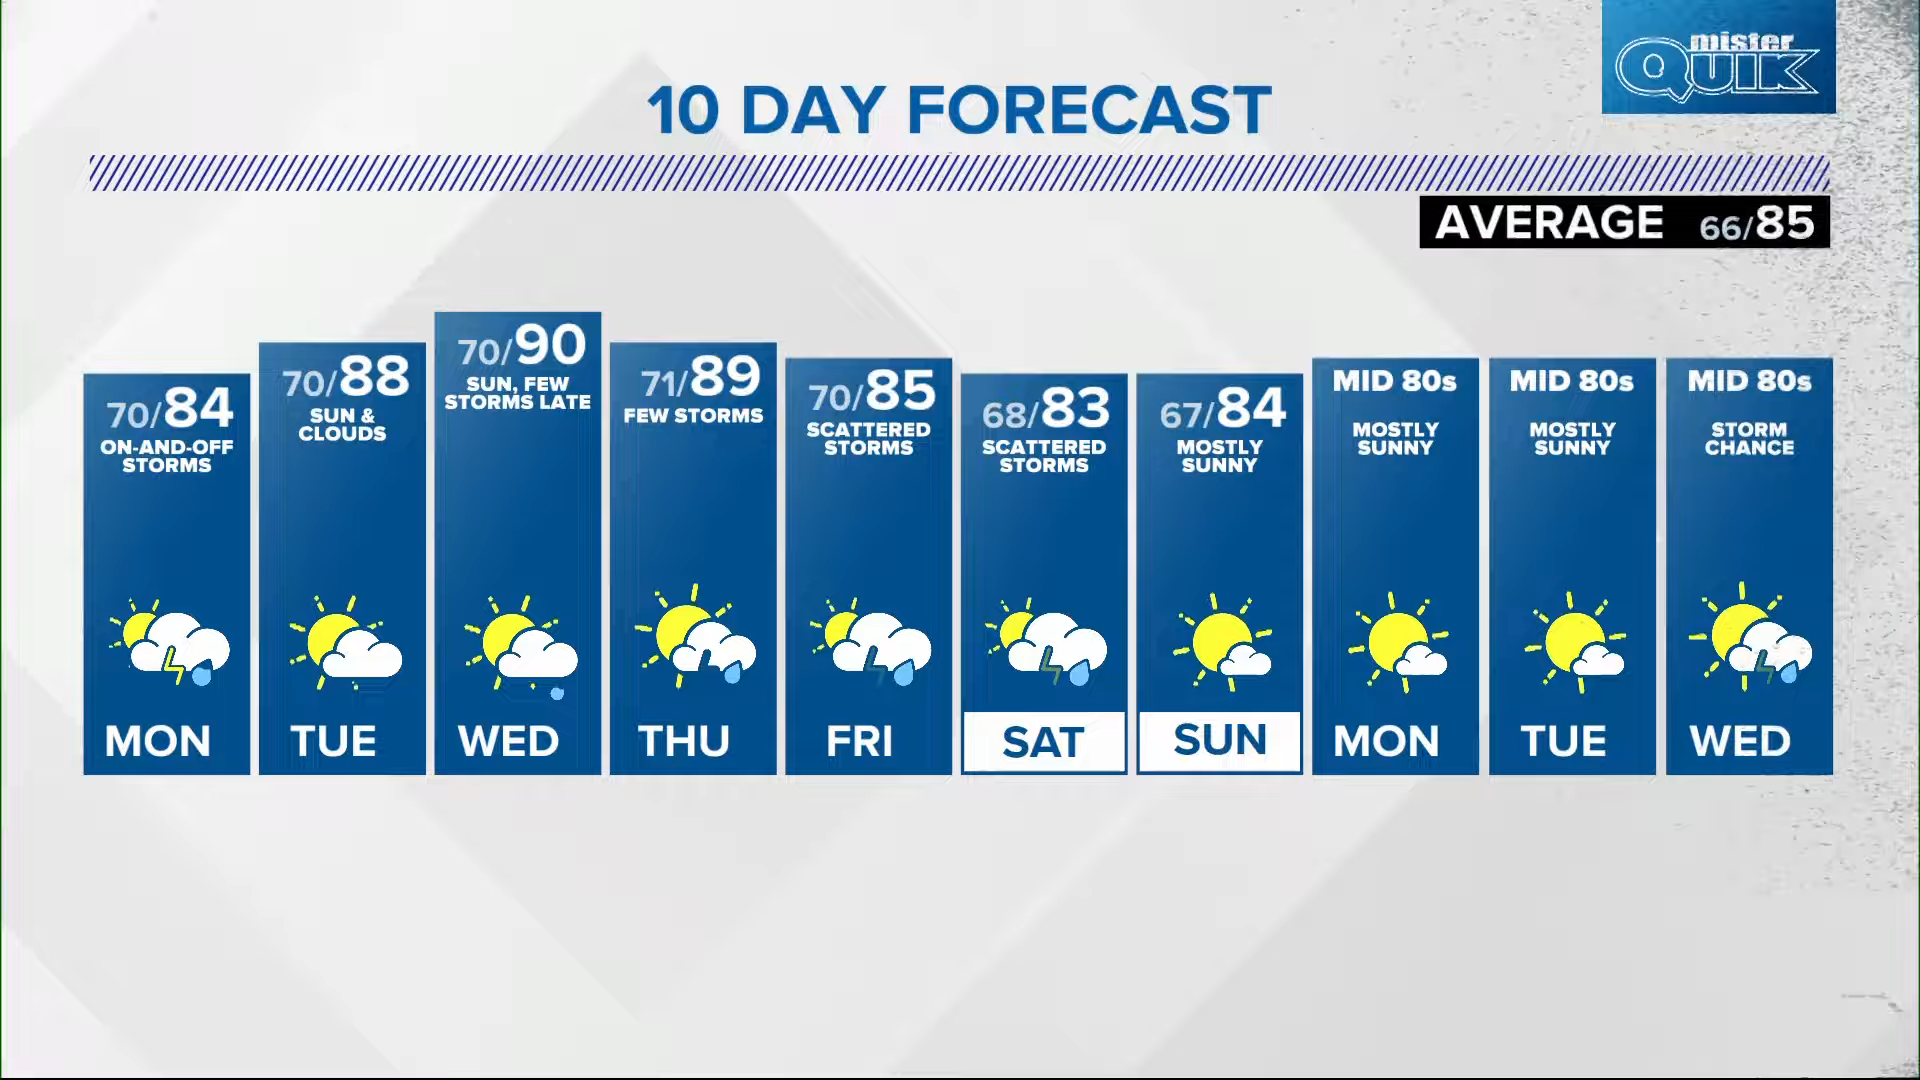 mister
QUIK
10 DAY FORECAST
AVERAGE 66/85
70/84
ON-AND-OFF
STORMS
MON
70/88
SUN &
CLOUDS
TUE
70/90
SUN, FEW
STORMS LATE
WED
71/89
FEW STORMS
THU
70/85
SCATTERED
STORMS
FRI
68/83
SCATTERED
STORMS
SAT
67/84
MOSTLY
SUNNY
SUN
MID 80s
MOSTLY
SUNNY
MON
MID 80s
MOSTLY
SUNNY
TUE
MID 80s
STORM
CHANCE
WED